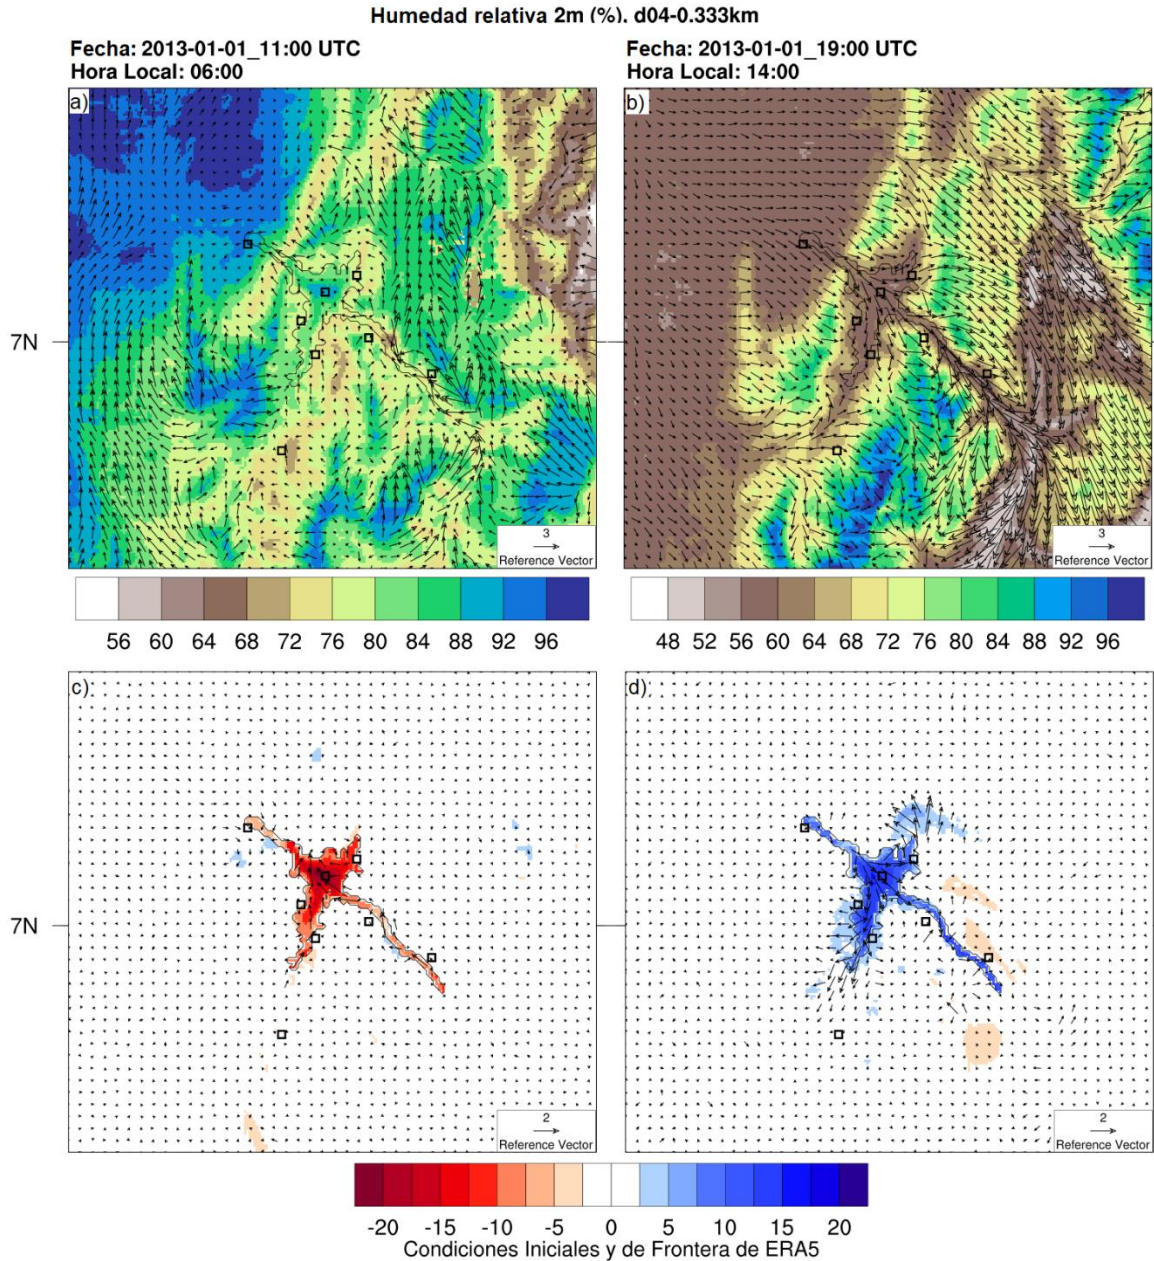 Humedad relativa 2m (%). d04-0.333km
Fecha: 2013-01-01_11:00 UTC
Hora Local: 06:00
Fecha: 2013-01-01_19:00 UTC
Hora Local: 14:00
a)
b)
7N
3
Reference Vector
3
Reference Vector
56 60 64 68 72 76 80 84 88 92 96
48 52 56 60 64 68 72 76 80 84 88 92 96
c)
d)
7N
2
Reference Vector
2
Reference Vector
-20 -15 -10 -5 0 5 10 15 20
Condiciones Iniciales y de Frontera de ERA5